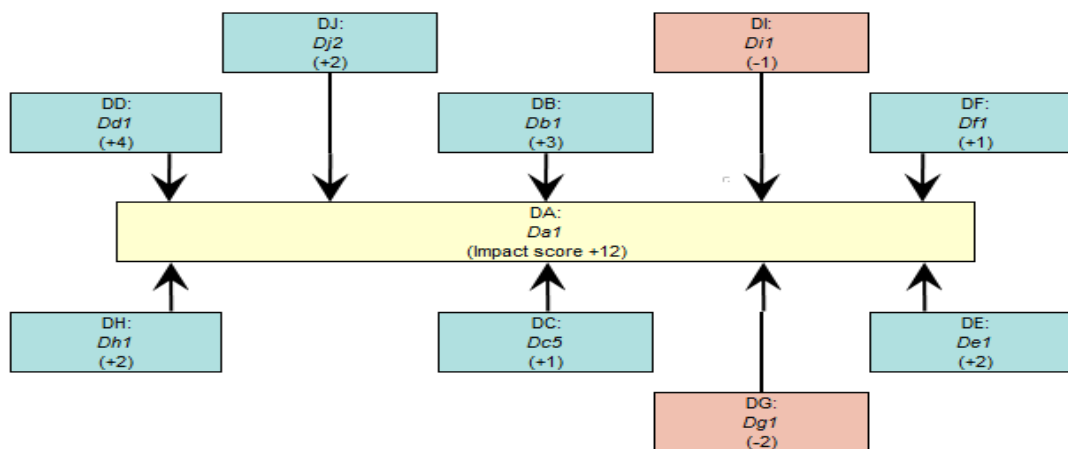 DJ:
Dj2
(+2)
DI:
Di1
(-1)
DD:
Dd1
(+4)
DB:
Db1
(+3)
DF:
Df1
(+1)
DA:
Da1
(Impact score +12)
DH:
Dh1
(+2)
DC:
Dc5
(+1)
DE:
De1
(+2)
DG:
Dg1
(-2)